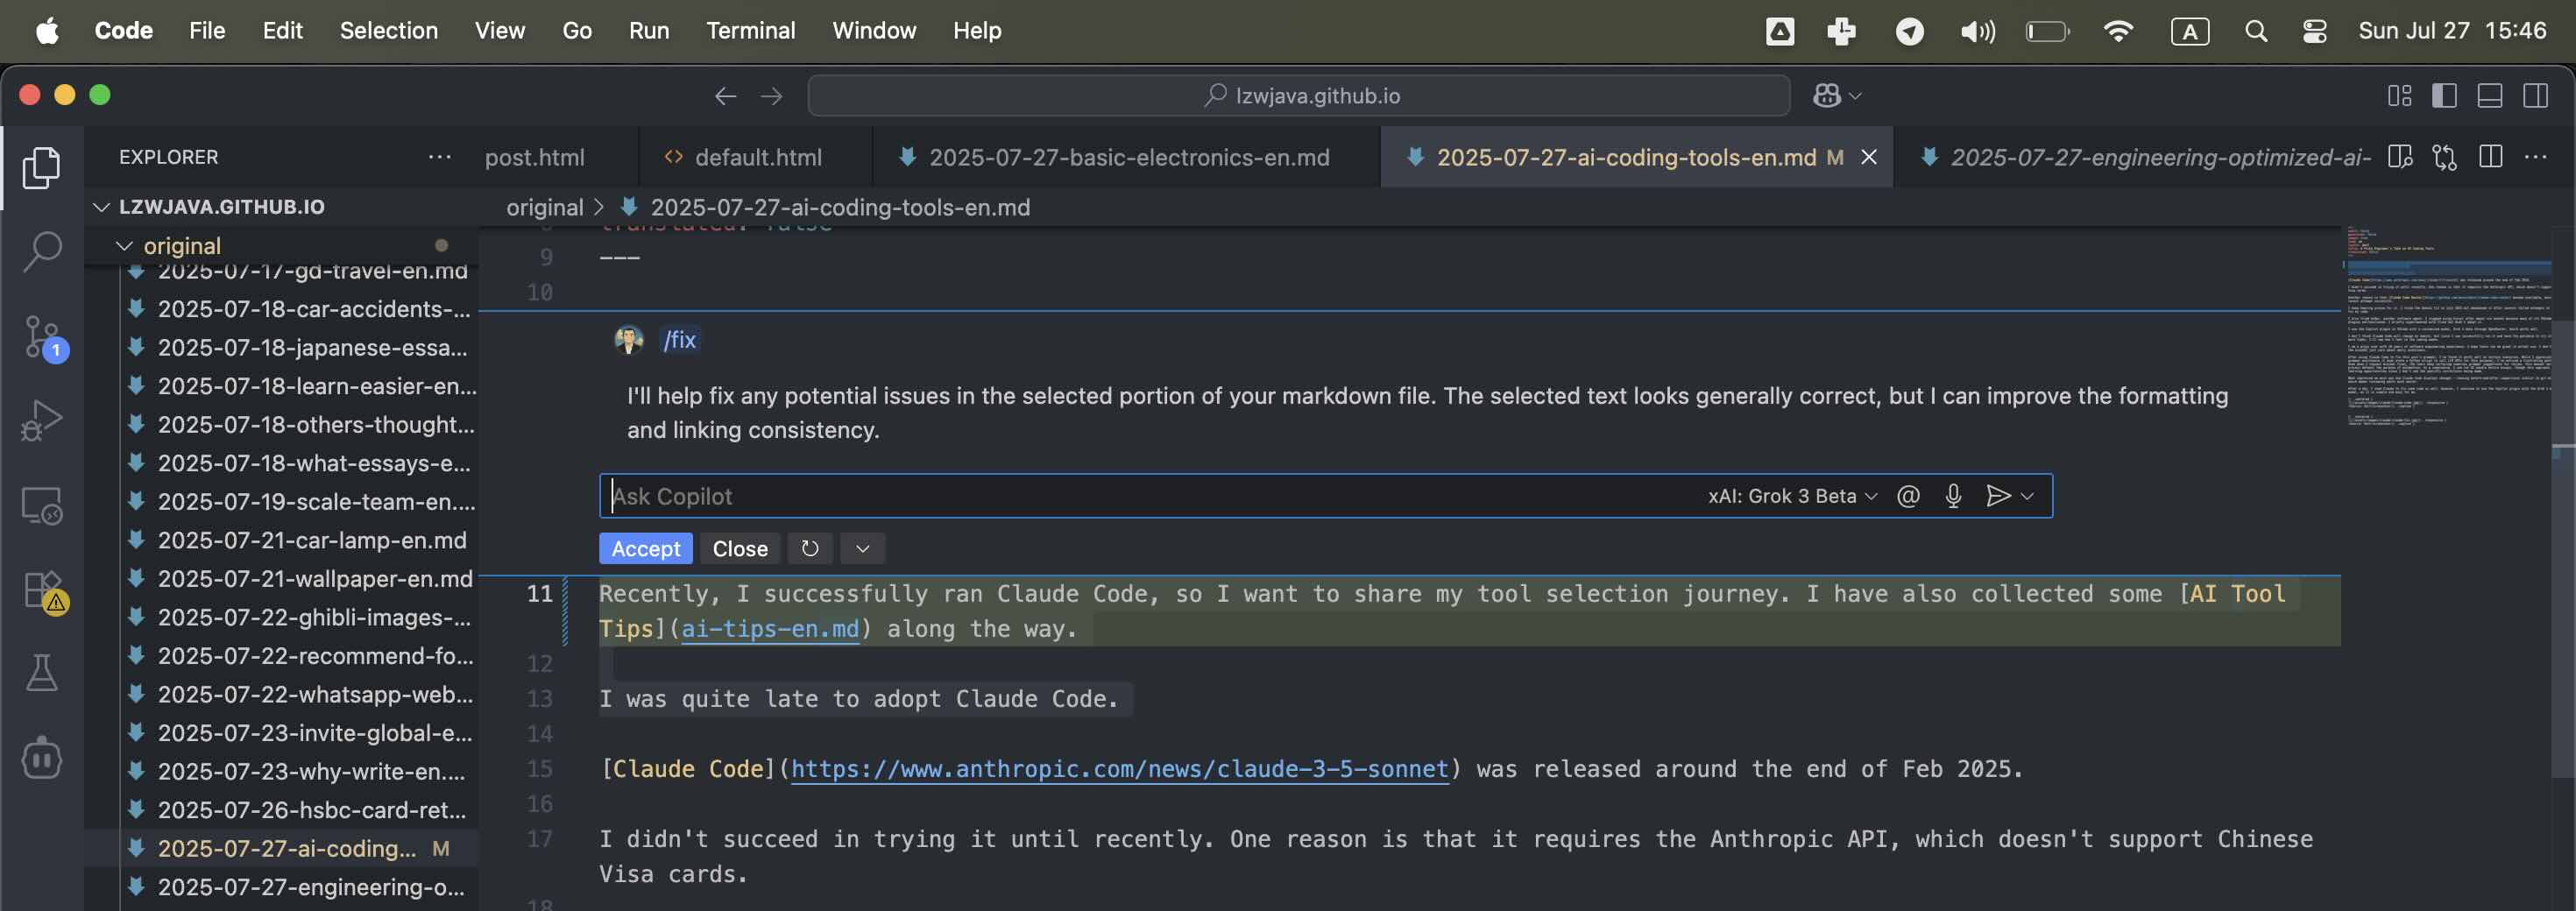 Code File Edit Selection View Go Run Terminal Window Help A Sun Jul 27 15:46
lzwjava.github.io
EXPLORER
post.html
default.html
2025-07-27-basic-electronics-en.md
2025-07-27-ai-coding-tools-en.md M
2025-07-27-engineering-optimized-ai-
LZWJAVA.GITHUB.IO
original
2025-07-17-gd-travel-en.md
2025-07-18-car-accidents-...
2025-07-18-japanese-essa...
2025-07-18-learn-easier-en...
2025-07-18-others-thought...
2025-07-18-what-essays-e...
2025-07-19-scale-team-en....
2025-07-21-car-lamp-en.md
2025-07-21-wallpaper-en.md
2025-07-22-ghibli-images-...
2025-07-22-recommend-fo...
2025-07-22-whatsapp-web...
2025-07-23-invite-global-e...
2025-07-23-why-write-en....
2025-07-26-hsbc-card-ret...
2025-07-27-ai-coding... M
2025-07-27-engineering-o...
1
original > 2025-07-27-ai-coding-tools-en.md
8 translated: false
9 ---
10
/fix
I'll help fix any potential issues in the selected portion of your markdown file. The selected text looks generally correct, but I can improve the formatting
and linking consistency.
Ask Copilot xAI: Grok 3 Beta
Accept Close
11 Recently, I successfully ran Claude Code, so I want to share my tool selection journey. I have also collected some [AI Tool
Tips](ai-tips-en.md) along the way.
12
13 I was quite late to adopt Claude Code.
14
15 [Claude Code](https://www.anthropic.com/news/claude-3-5-sonnet) was released around the end of Feb 2025.
16
17 I didn't succeed in trying it until recently. One reason is that it requires the Anthropic API, which doesn't support Chinese
Visa cards.
18